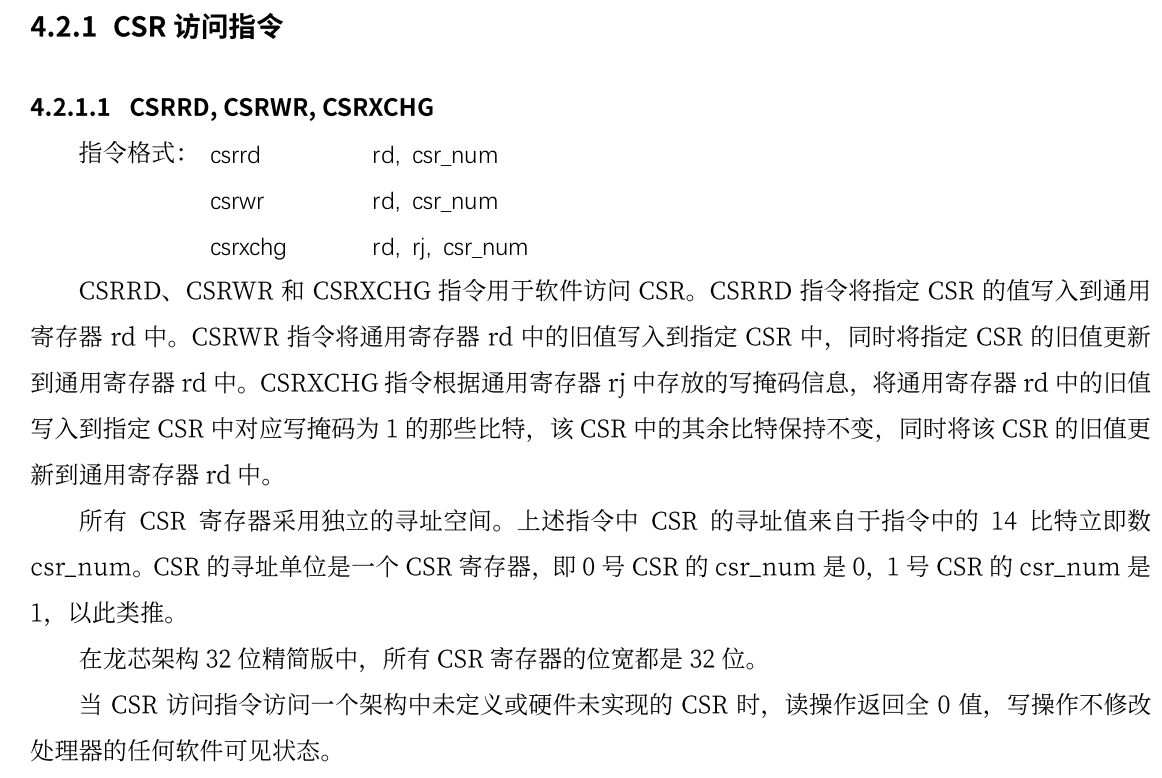 4.2.1 CSR 访问指令
4.2.1.1 CSRRD, CSRWR, CSRXCHG
指令格式： csrrd rd, csr_num
csrwr rd, csr_num
csrxchg rd, rj, csr_num
CSRRD、CSRWR 和 CSRXCHG 指令用于软件访问 CSR。CSRRD 指令将指定 CSR 的值写入到通用
寄存器 rd 中。CSRWR 指令将通用寄存器 rd 中的旧值写入到指定 CSR 中，同时将指定 CSR 的旧值更新
到通用寄存器 rd 中。CSRXCHG 指令根据通用寄存器 rj 中存放的写掩码信息，将通用寄存器 rd 中的旧值
写入到指定 CSR 中对应写掩码为 1 的那些比特，该 CSR 中的其余比特保持不变，同时将该 CSR 的旧值更
新到通用寄存器 rd 中。
所有 CSR 寄存器采用独立的寻址空间。上述指令中 CSR 的寻址值来自于指令中的 14 比特立即数
csr_num。CSR 的寻址单位是一个 CSR 寄存器，即 0 号 CSR 的 csr_num 是 0，1 号 CSR 的 csr_num 是
1，以此类推。
在龙芯架构 32 位精简版中，所有 CSR 寄存器的位宽都是 32 位。
当 CSR 访问指令访问一个架构中未定义或硬件未实现的 CSR 时，读操作返回全 0 值，写操作不修改
处理器的任何软件可见状态。